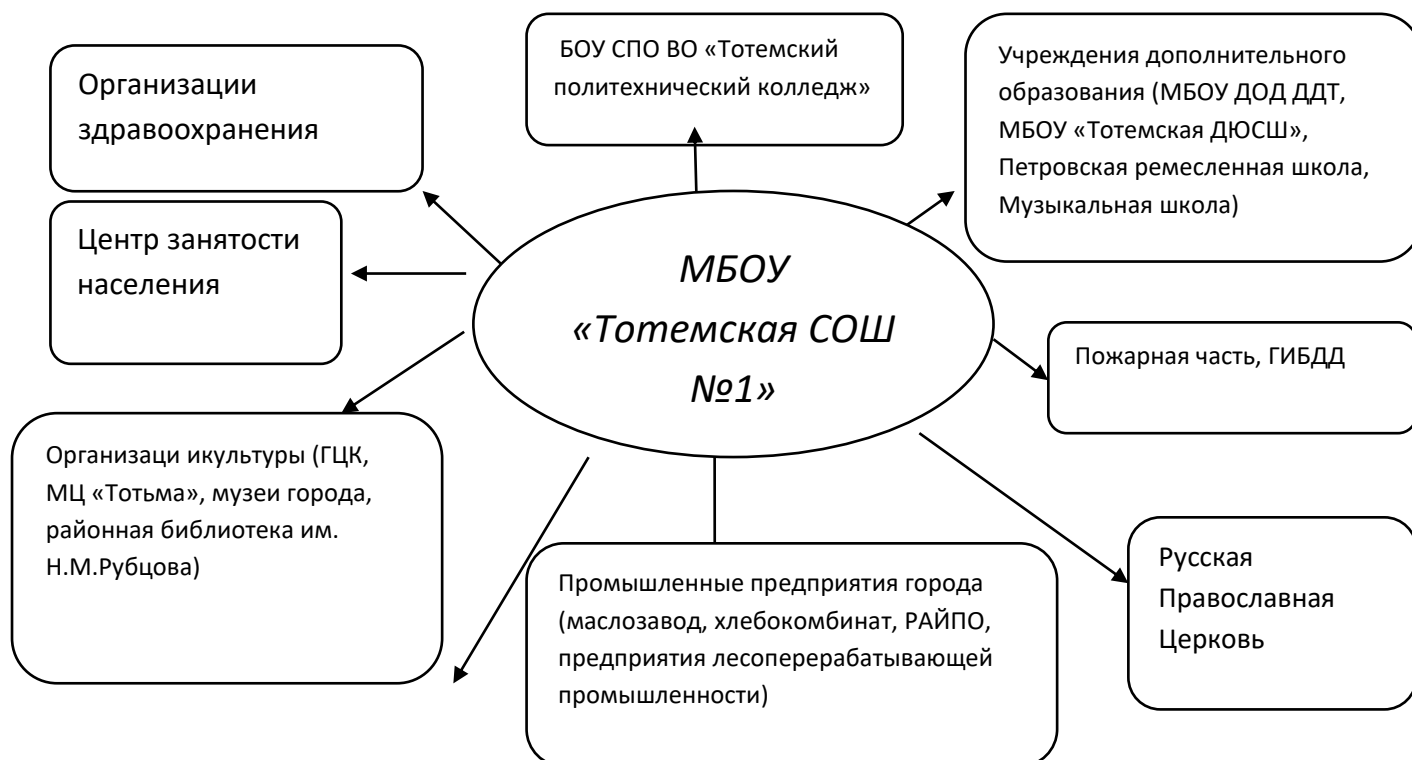 Организации
здравоохранения
БОУ СПО ВО «Тотемский
политехнический колледж»
Учреждения дополнительного
образования (МБОУ ДОД ДДТ,
МБОУ «Тотемская ДЮСШ»,
Петровская ремесленная школа,
Музыкальная школа)
Центр занятости
населения
МБОУ
«Тотемская СОШ
№1»
Пожарная часть, ГИБДД
Организаци икультуры (ГЦК,
МЦ «Тотьма», музеи города,
районная библиотека им.
Н.М.Рубцова)
Промышленные предприятия города
(маслозавод, хлебокомбинат, РАЙПО,
предприятия лесоперерабатывающей
промышленности)
Русская
Православная
Церковь